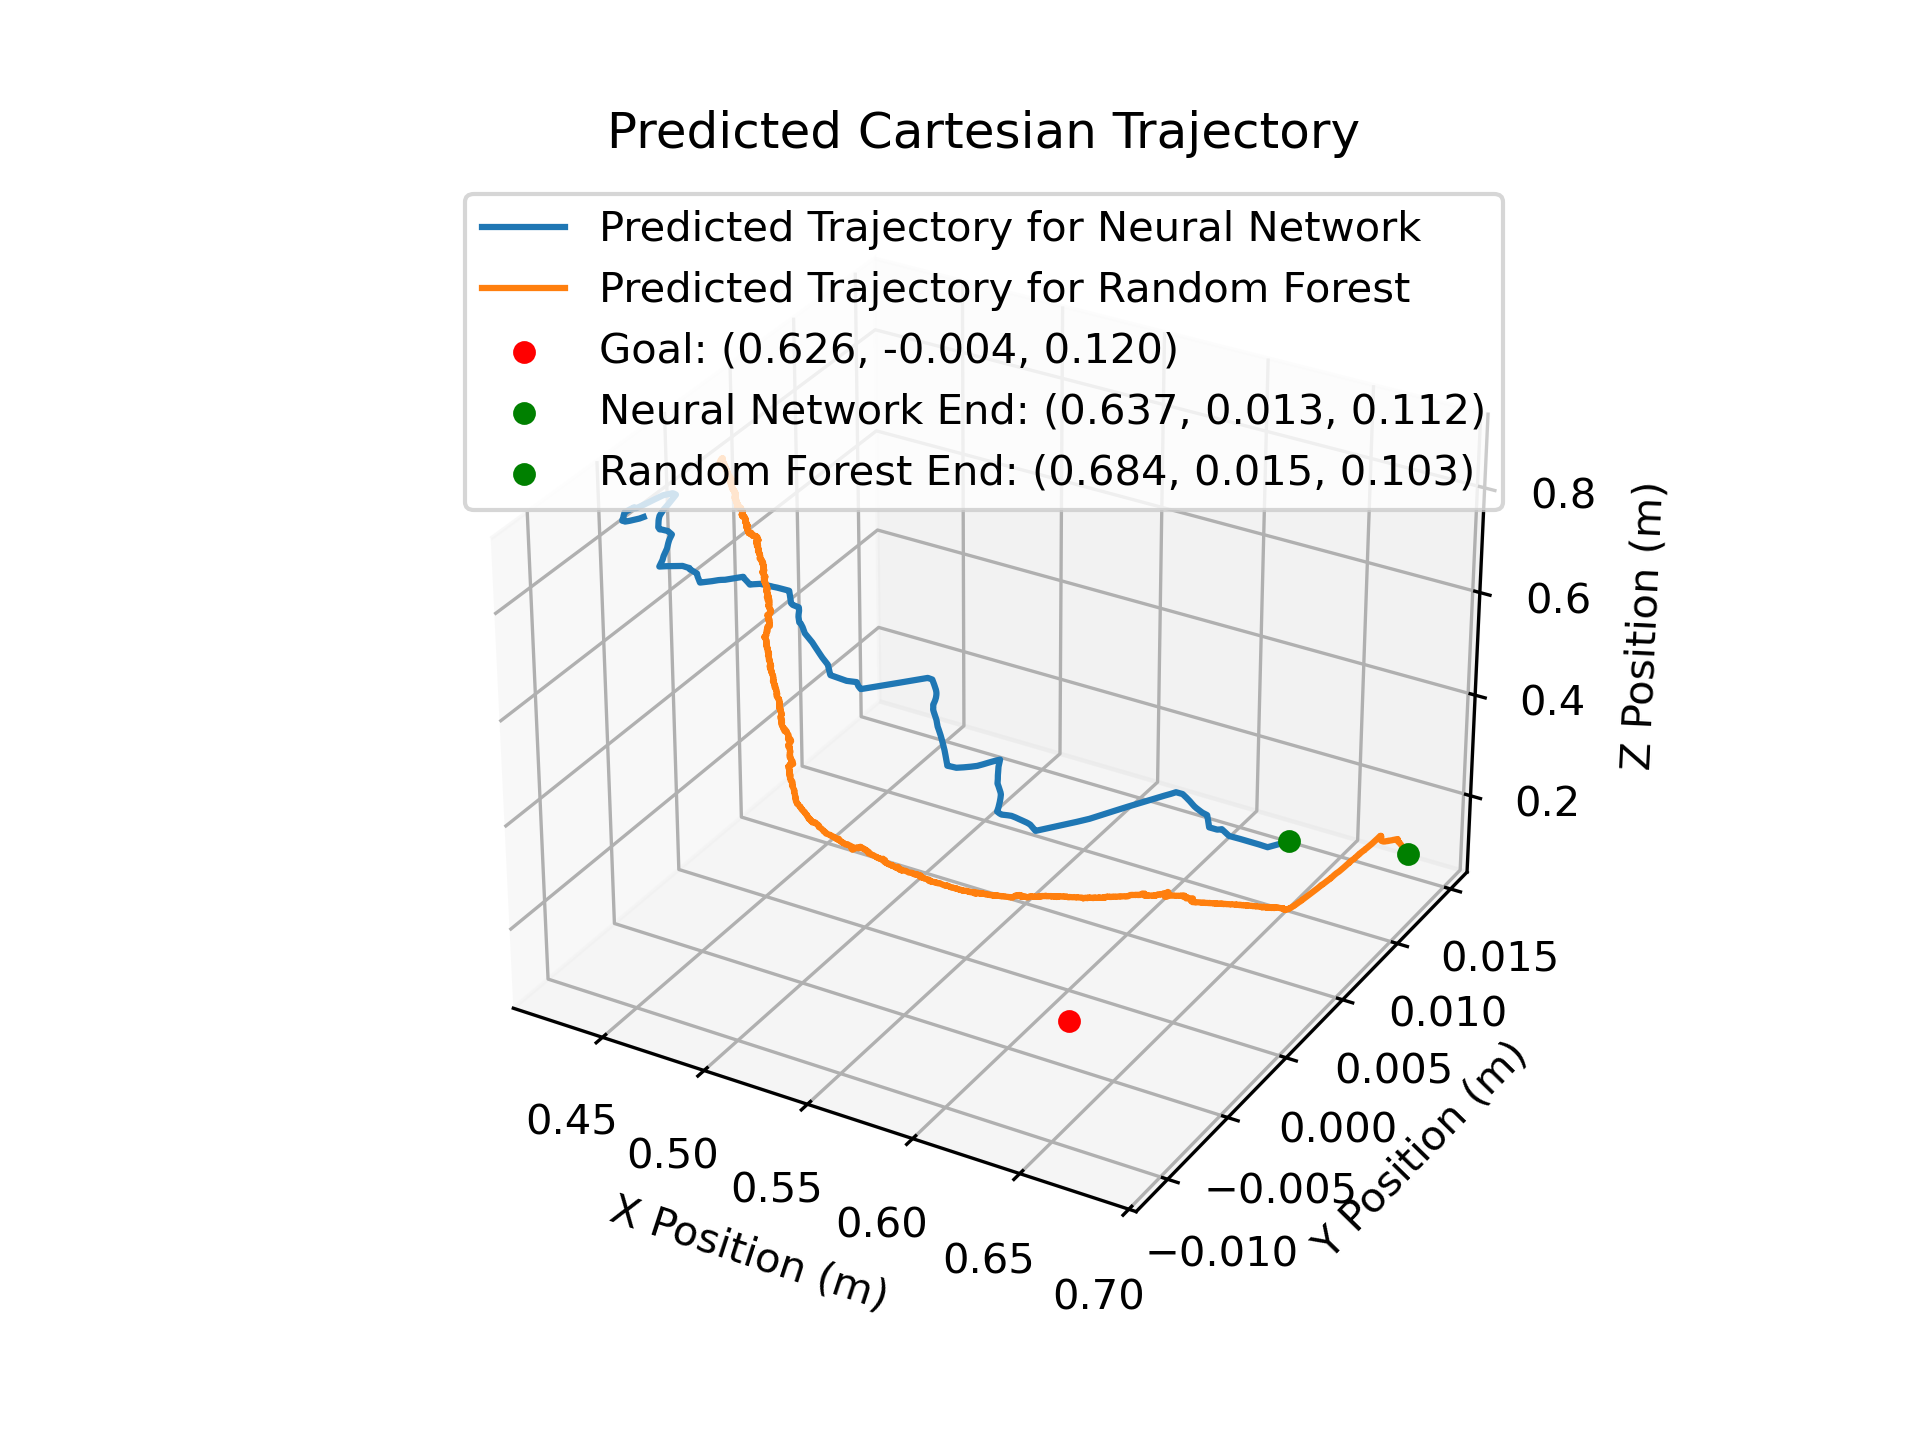 Predicted Cartesian Trajectory
Predicted Trajectory for Neural Network
Predicted Trajectory for Random Forest
Goal: (0.626, -0.004, 0.120)
Neural Network End: (0.637, 0.013, 0.112)
Random Forest End: (0.684, 0.015, 0.103)
0.8
0.6
0.4
0.2
Z Position (m)
0.015
0.010
0.005
0.000
−0.005
−0.010
Y Position (m)
0.45
0.50
0.55
0.60
0.65
0.70
X Position (m)